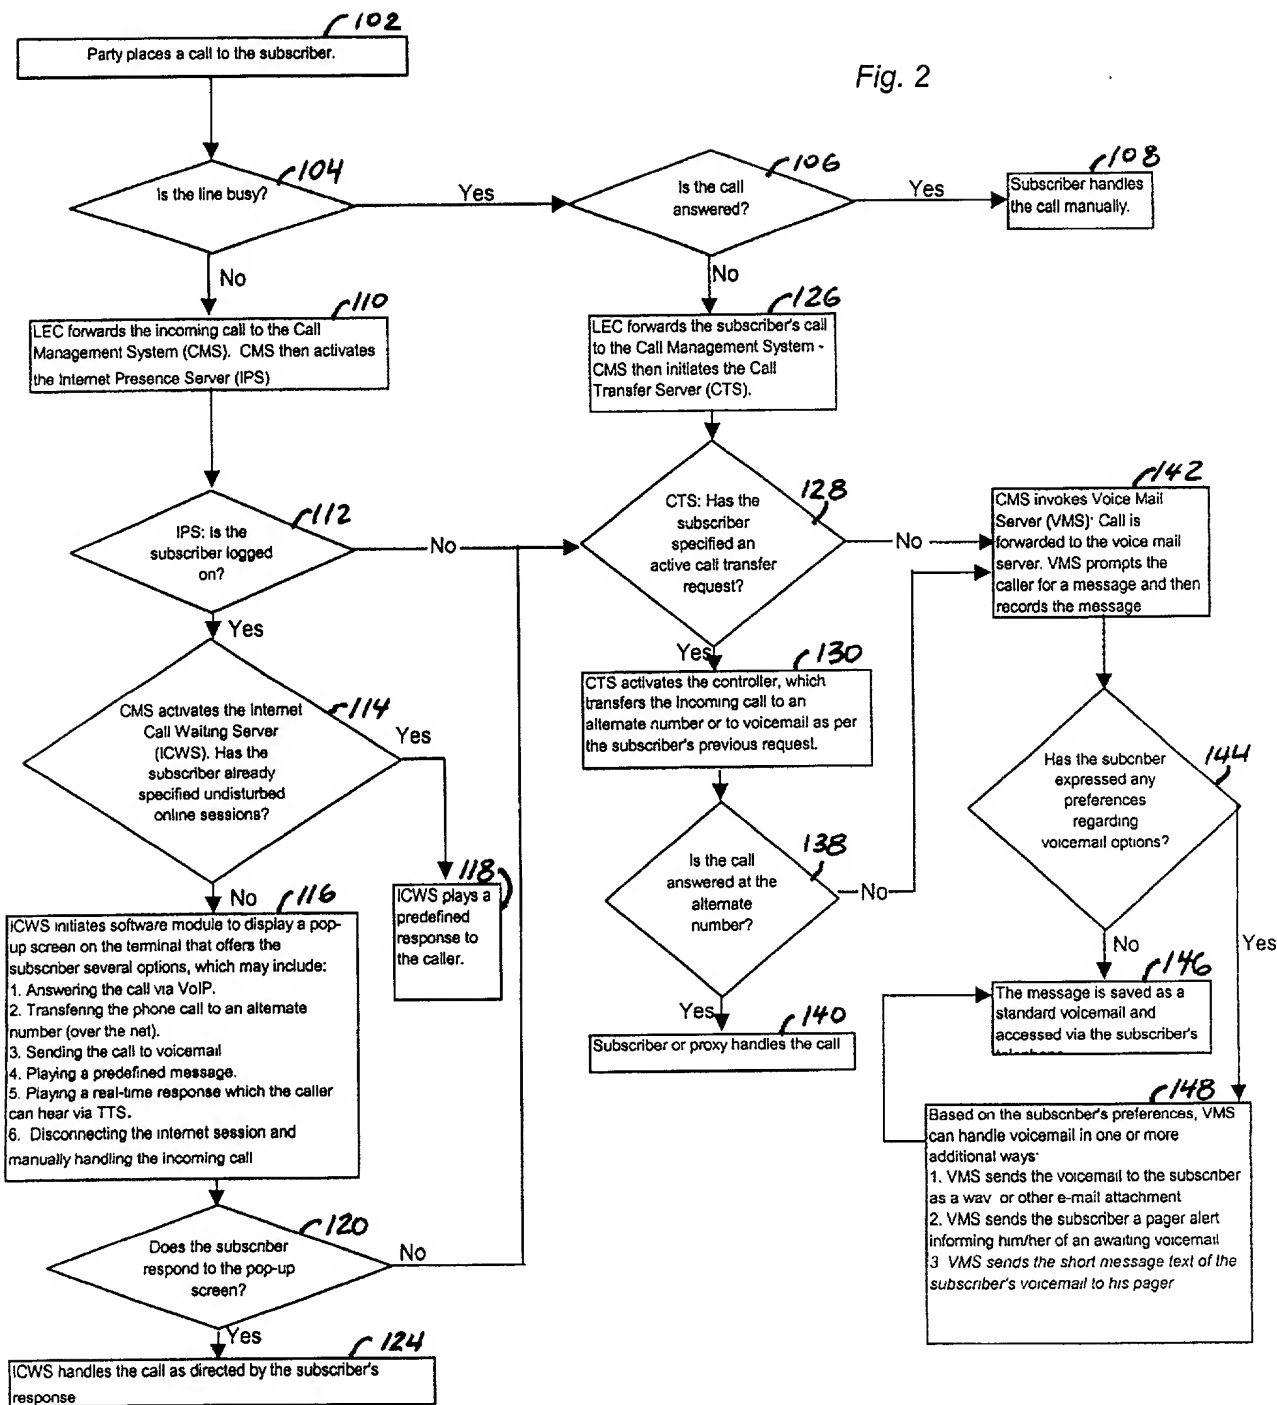 102
Party places a call to the subscriber.
Fig. 2
104
Is the line busy?
Yes
106
Is the call
answered?
Yes
108
Subscriber handles
the call manually.
No
No
110
LEC forwards the incoming call to the Call
Management System (CMS). CMS then activates
the Internet Presence Server (IPS)
126
LEC forwards the subscriber's call
to the Call Management System -
CMS then initiates the Call
Transfer Server (CTS).
112
IPS: Is the
subscriber logged
on?
No
128
CTS: Has the
subscriber
specified an
active call transfer
request?
No
142
CMS invokes Voice Mail
Server (VMS)· Call is
forwarded to the voice mail
server. VMS prompts the
caller for a message and then
records the message
Yes
Yes
114
CMS activates the Internet
Call Waiting Server
(ICWS). Has the
subscriber already
specified undisturbed
online sessions?
Yes
130
CTS activates the controller, which
transfers the Incoming call to an
alternate number or to voicemail as per
the subscriber's previous request.
144
Has the subcriber
expressed any
preferences
regarding
voicemail options?
118
ICWS plays a
predefined
response to
the caller.
138
Is the call
answered at the
alternate
number?
No
No
116
ICWS initiates software module to display a pop-
up screen on the terminal that offers the
subscriber several options, which may include:
1. Answering the call via VoIP.
2. Transferring the phone call to an alternate
number (over the net).
3. Sending the call to voicemail
4. Playing a predefined message.
5. Playing a real-time response which the caller
can hear via TTS.
6. Disconnecting the internet session and
manually handling the incoming call
No
Yes
146
The message is saved as a
standard voicemail and
accessed via the subscriber's
Yes
140
Subscriber or proxy handles the call
148
Based on the subscriber's preferences, VMS
can handle voicemail in one or more
additional ways·
1. VMS sends the voicemail to the subscriber
as a wav or other e-mail attachment
2. VMS sends the subscriber a pager alert
informing him/her of an awaiting voicemail
3 VMS sends the short message text of the
subscriber's voicemail to his pager
120
Does the subscriber
respond to the pop-up
screen?
No
Yes
124
ICWS handles the call as directed by the subscriber's
response